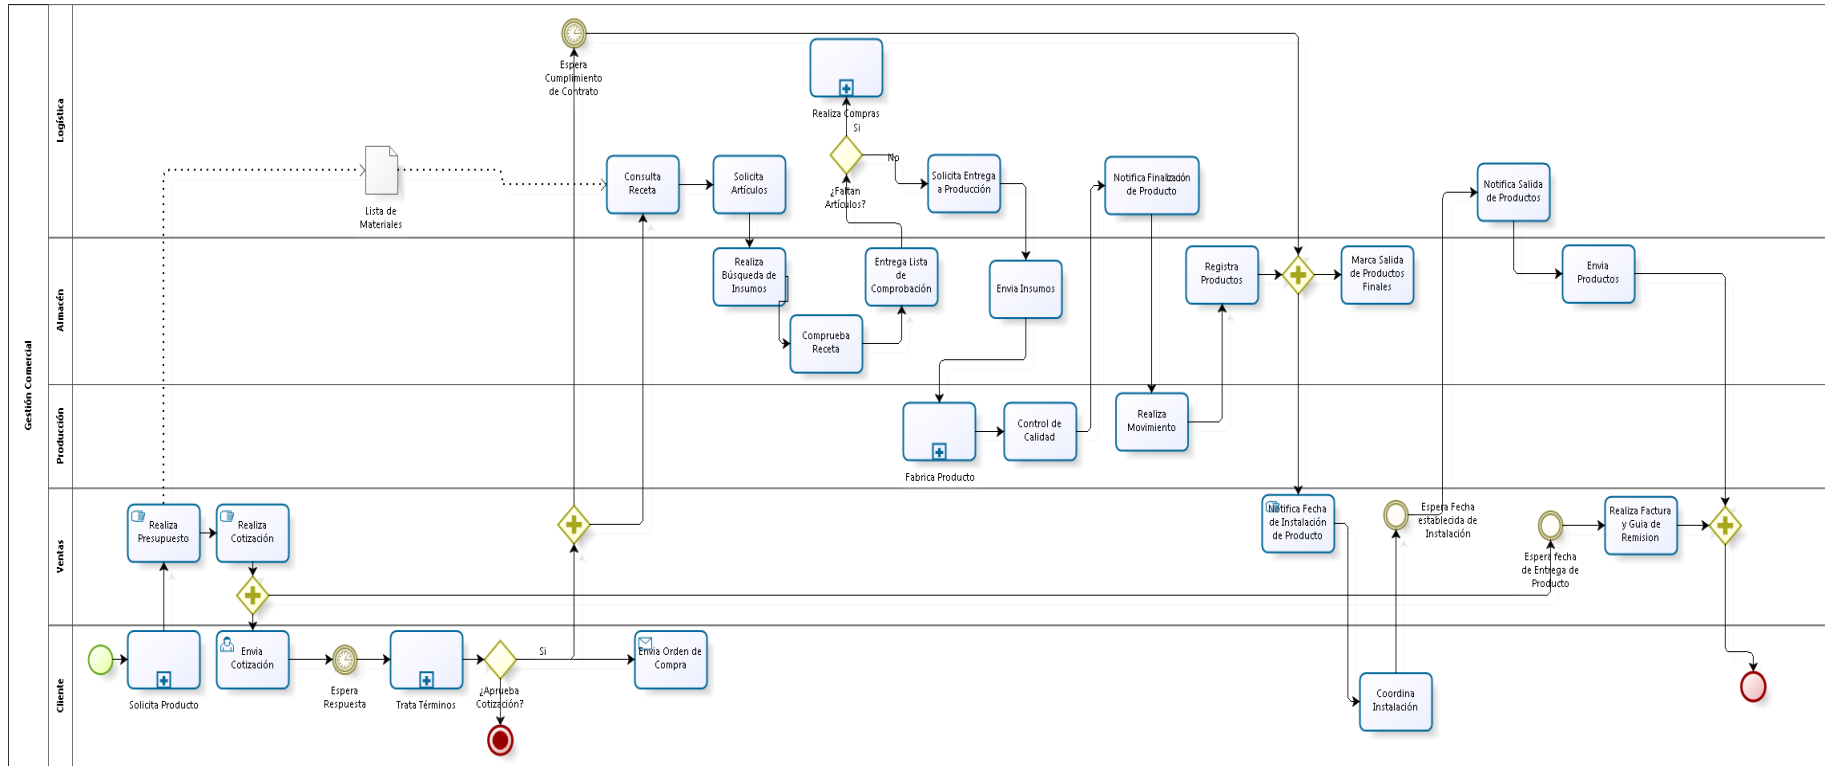 Gestión Comercial
Logística
Espera
Cumplimiento
de Contrato
Realiza Compras
Si
¿Faltan
Artículos?
No
Lista de
Materiales
Consulta
Receta
Solicita
Artículos
Solicita Entrega
a Producción
Notifica Finalización
de Producto
Notifica Salida
de Productos
Almacén
Realiza
Búsqueda de
Insumos
Comprueba
Receta
Entrega Lista
de
Comprobación
Envia Insumos
Registra
Productos
Marca Salida
de Productos
Finales
Envia
Productos
Producción
Fabrica Producto
Control de
Calidad
Realiza
Movimiento
Ventas
Realiza
Presupuesto
Realiza
Cotización
Notifica Fecha
de Instalación
de Producto
Espera Fecha
establecida de
Instalación
Espera fecha
de Entrega de
Producto
Realiza Factura
y Guia de
Remision
Cliente
Solicita Producto
Envia
Cotización
Espera
Respuesta
Trata Términos
¿Aprueba
Cotización?
Si
Envia Orden de
Compra
Coordina
Instalación